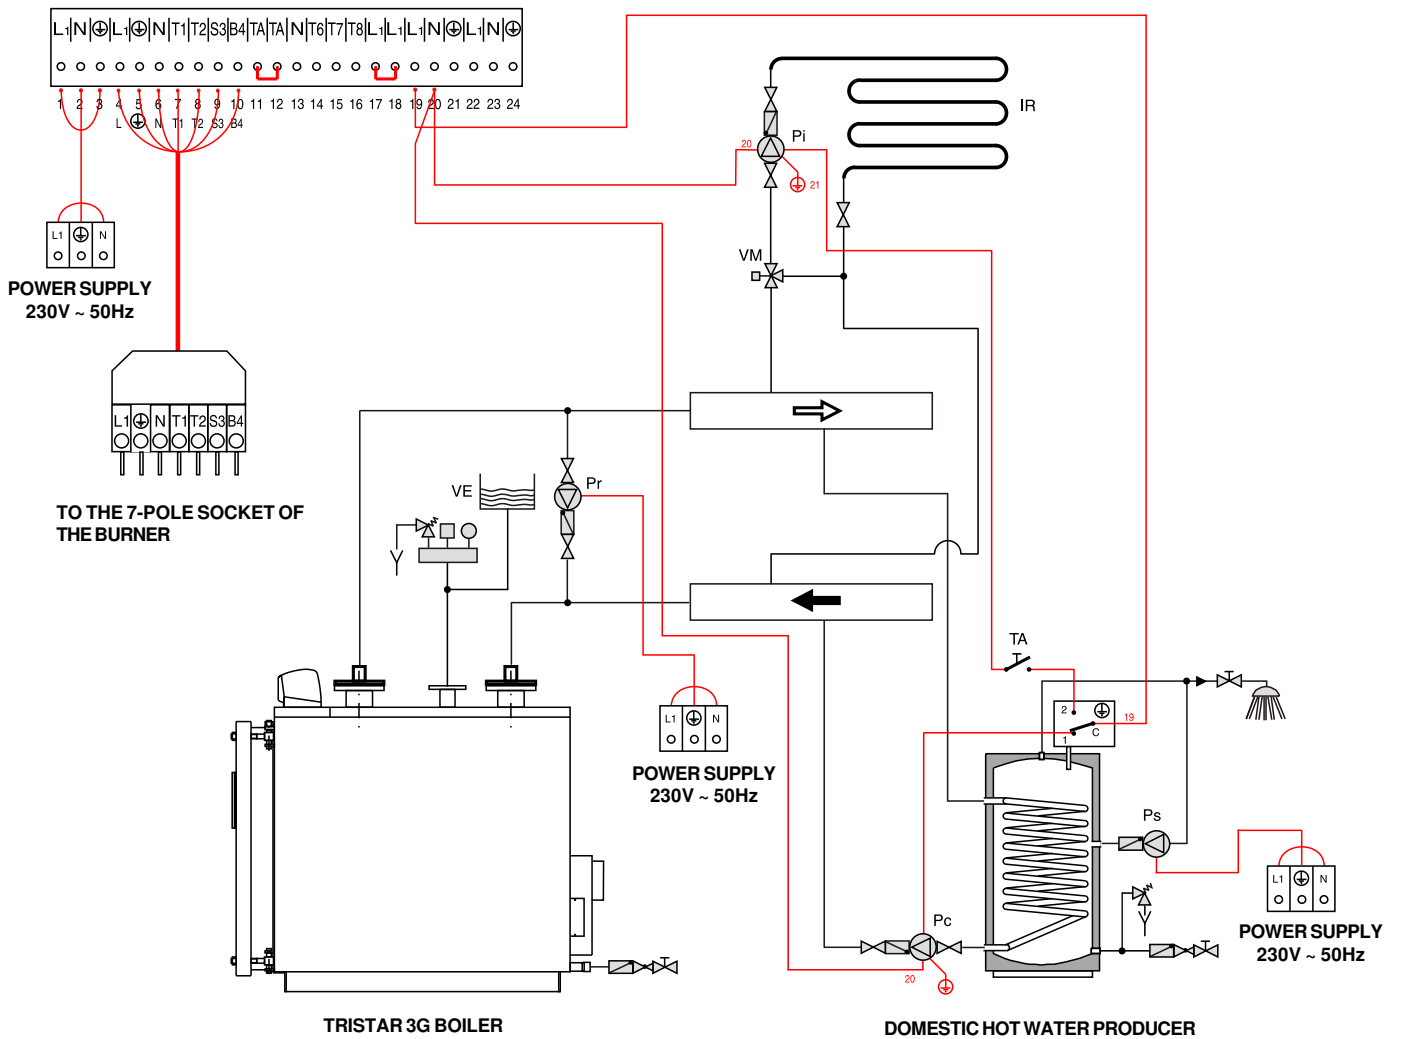 L1 N L1 N T1 T2 S3 B4 TA TA N T6 T7 T8 L1 L1 L1 N L1 N
1 2 3 4 5 6 7 8 9 10 11 12 13 14 15 16 17 18 19 20 21 22 23 24
L N T1 T2 S3 B4
L1 N
POWER SUPPLY
230V ~ 50Hz
L1 N T1 T2 S3 B4
TO THE 7-POLE SOCKET OF
THE BURNER
IR
Pi
20
21
VM
VE
Pr
L1 N
POWER SUPPLY
230V ~ 50Hz
TA
2
1
C
19
Ps
L1 N
POWER SUPPLY
230V ~ 50Hz
Pc
20
TRISTAR 3G BOILER
DOMESTIC HOT WATER PRODUCER